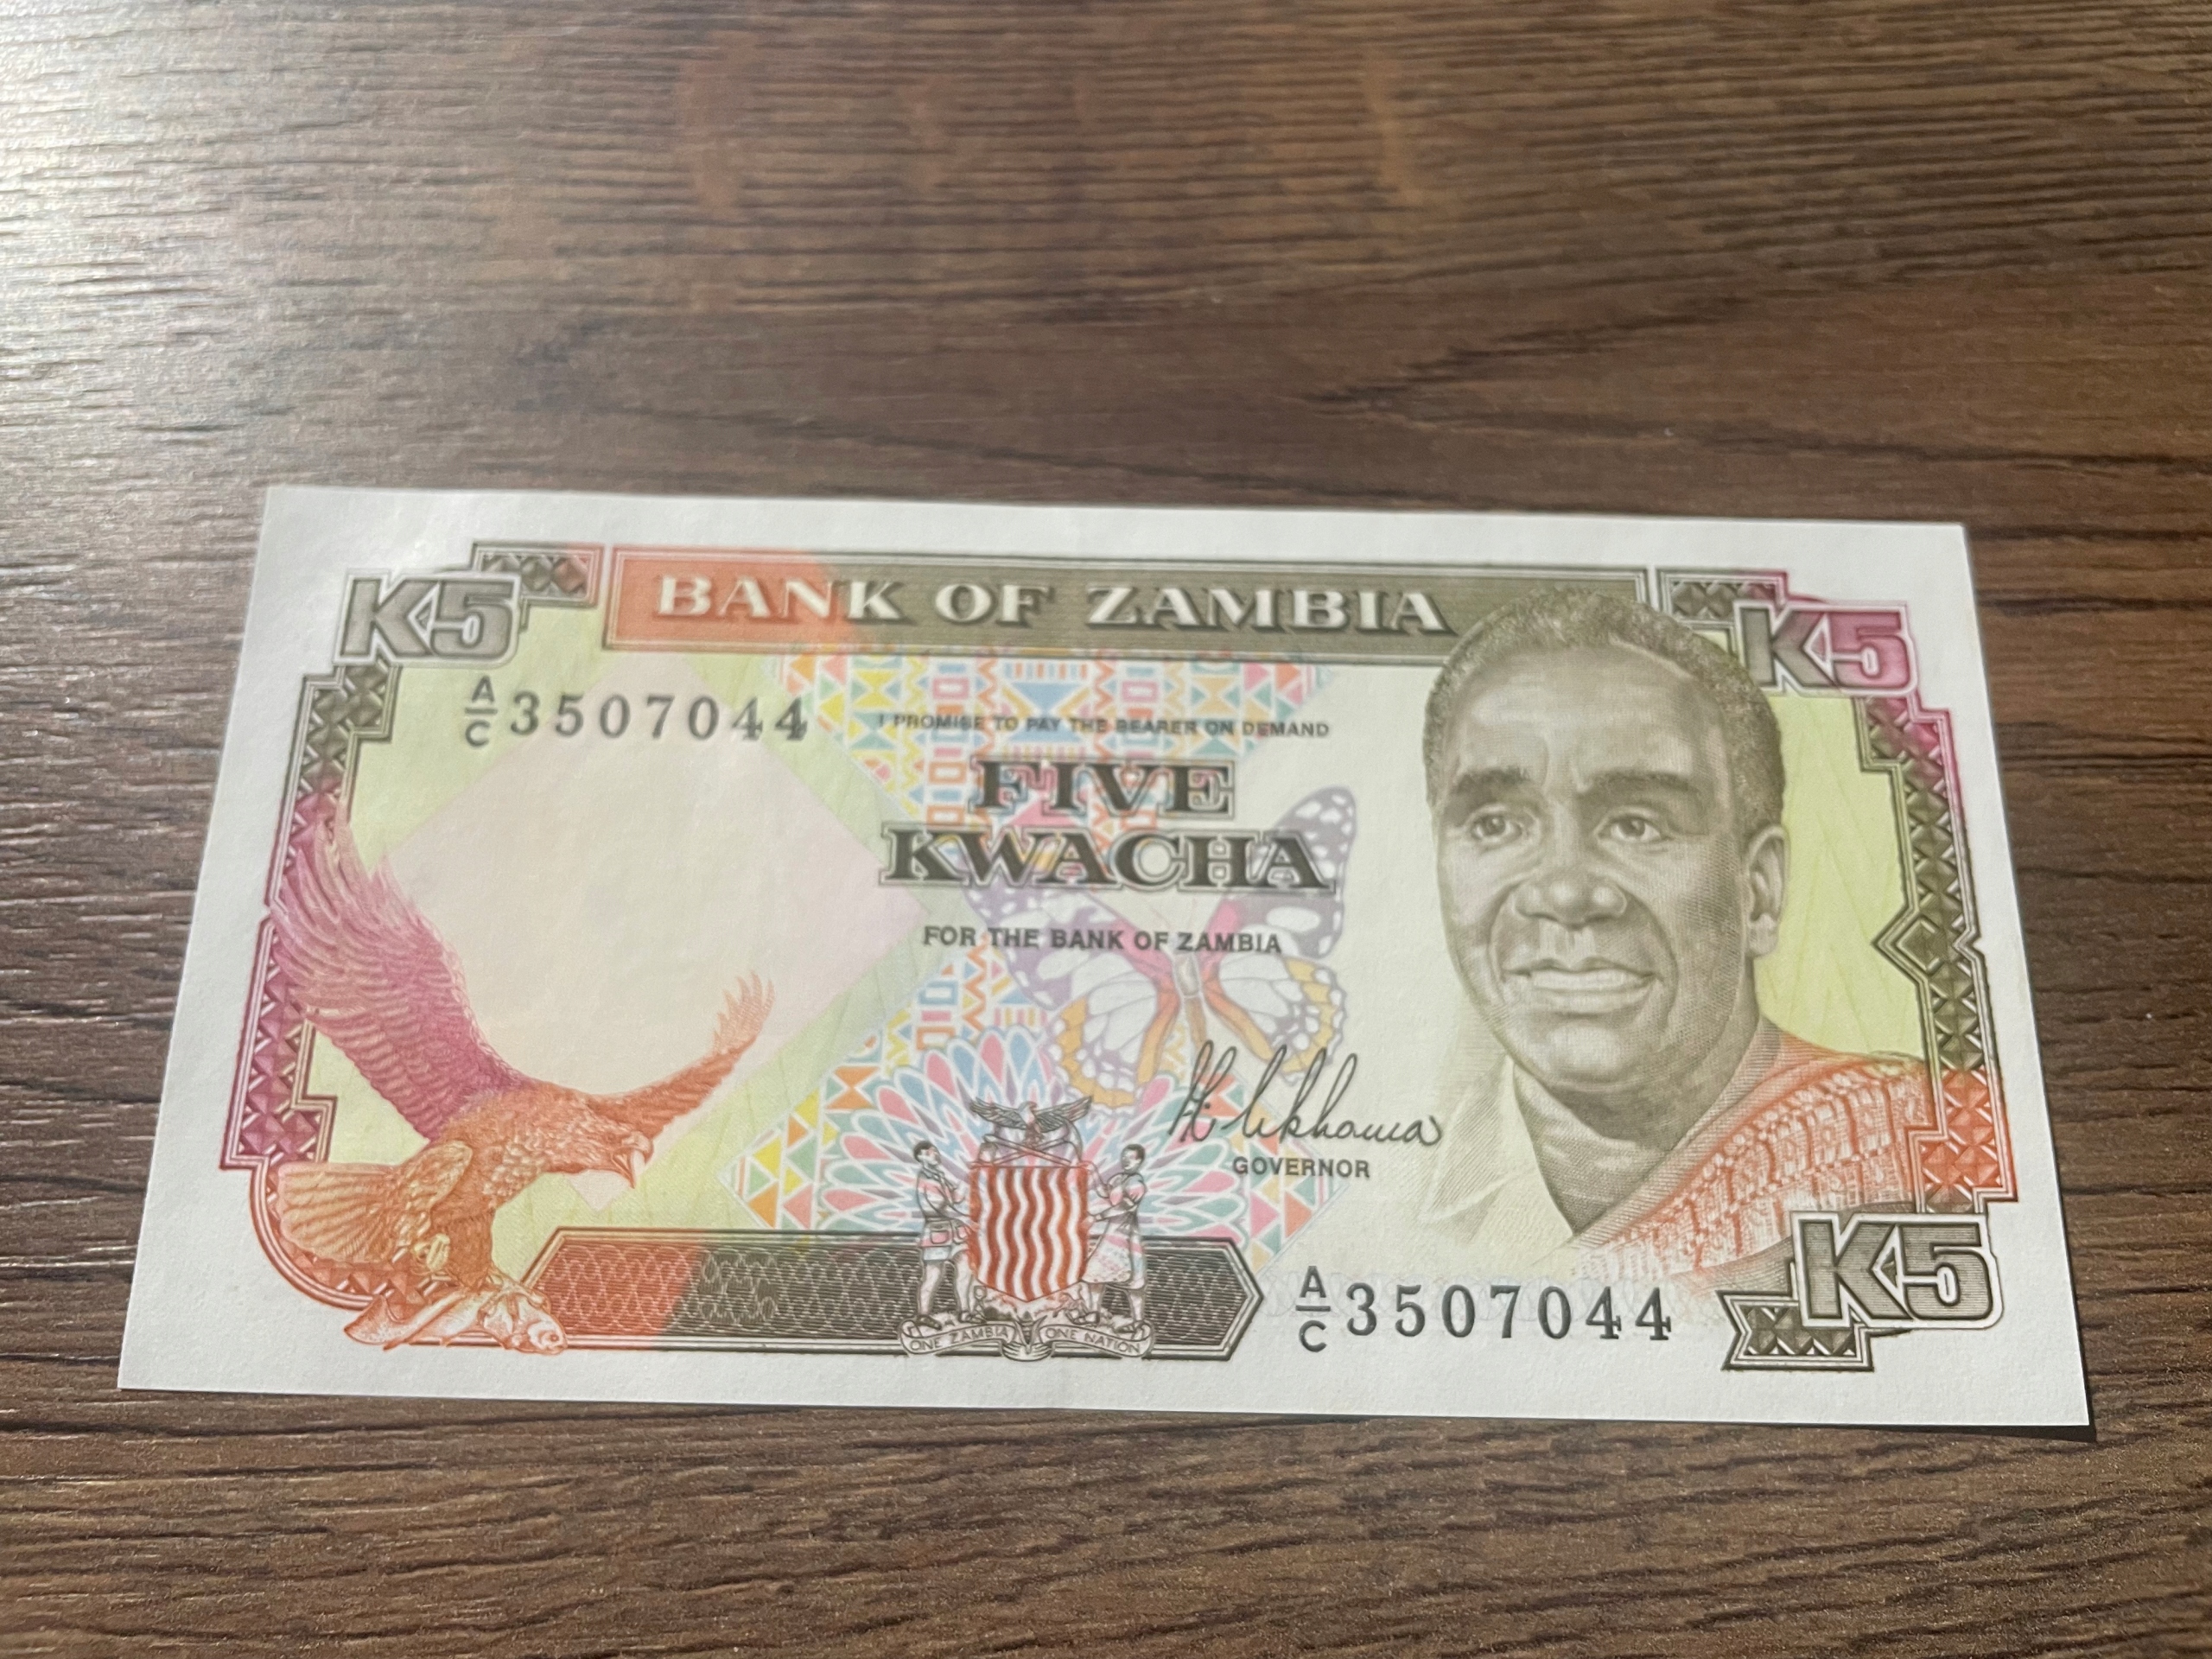 K5
BANK OF ZAMBIA
K5
A/C 3507044
I PROMISE TO PAY THE BEARER ON DEMAND
FIVE
KWACHA
FOR THE BANK OF ZAMBIA
GOVERNOR
ONE ZAMBIA ONE NATION
A/C 3507044
K5